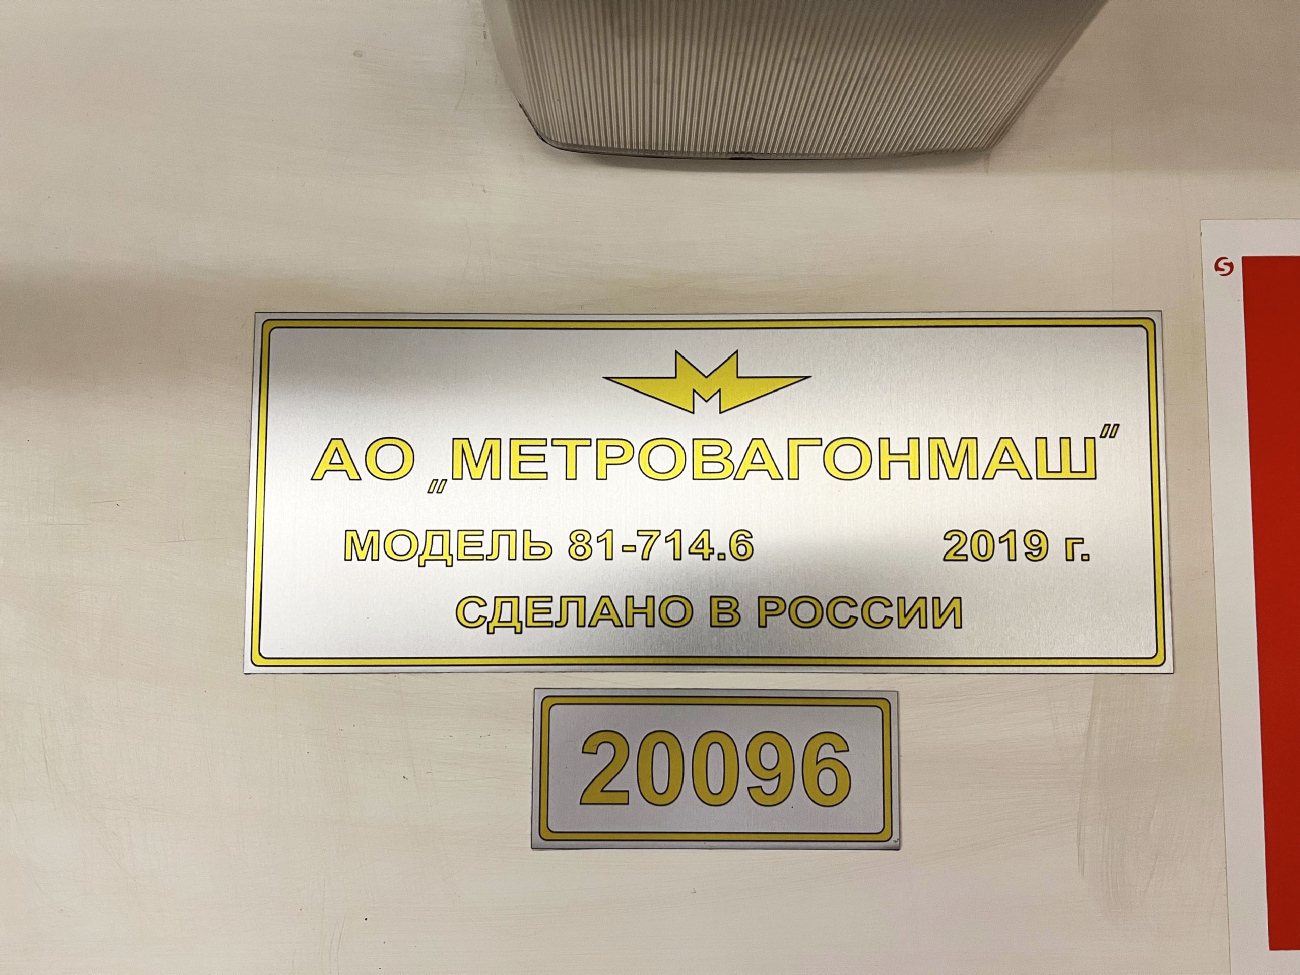 АО „МЕТРОВАГОНМАШ“
МОДЕЛЬ 81-714.6 2019 г.
СДЕЛАНО В РОССИИ
20096